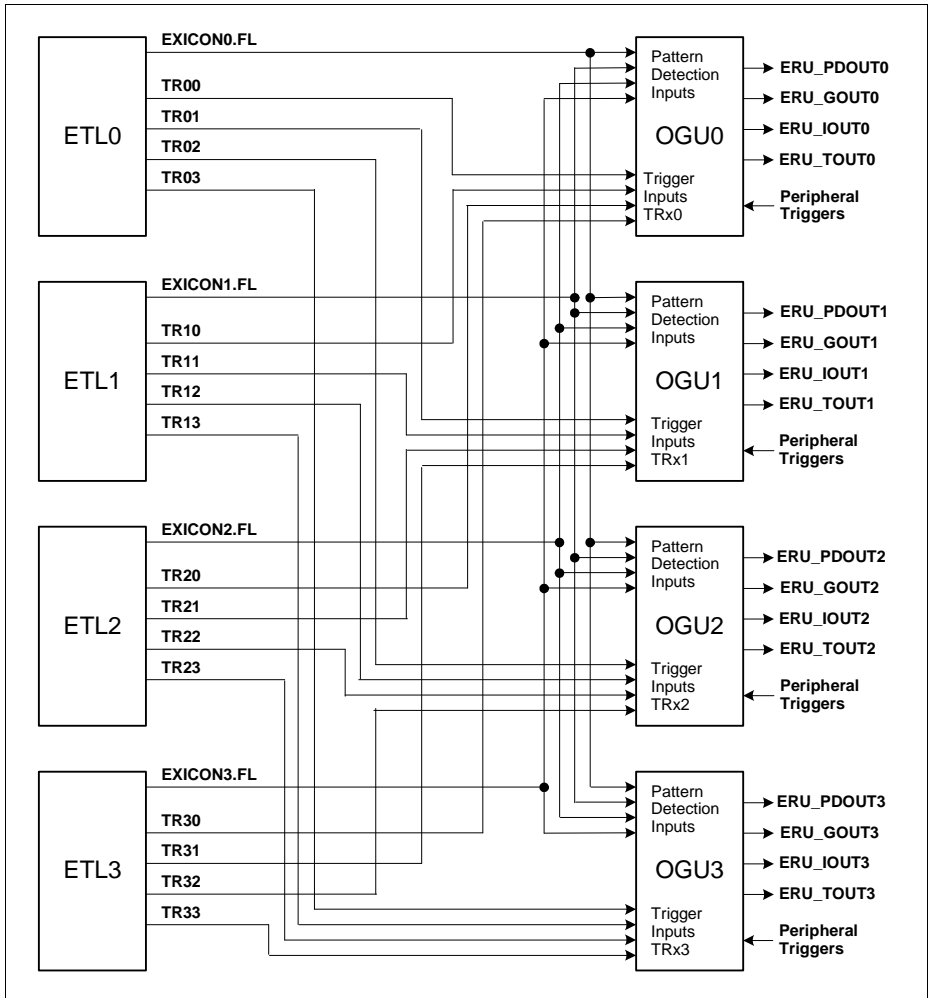 EXICON0.FL
TR00
TR01
TR02
TR03
ETL0
Pattern
Detection
Inputs
OGU0
Trigger
Inputs
TRx0
ERU_PDOUT0
ERU_GOUT0
ERU_IOUT0
ERU_TOUT0
Peripheral
Triggers
EXICON1.FL
TR10
TR11
TR12
TR13
ETL1
Pattern
Detection
Inputs
OGU1
Trigger
Inputs
TRx1
ERU_PDOUT1
ERU_GOUT1
ERU_IOUT1
ERU_TOUT1
Peripheral
Triggers
EXICON2.FL
TR20
TR21
TR22
TR23
ETL2
Pattern
Detection
Inputs
OGU2
Trigger
Inputs
TRx2
ERU_PDOUT2
ERU_GOUT2
ERU_IOUT2
ERU_TOUT2
Peripheral
Triggers
EXICON3.FL
TR30
TR31
TR32
TR33
ETL3
Pattern
Detection
Inputs
OGU3
Trigger
Inputs
TRx3
ERU_PDOUT3
ERU_GOUT3
ERU_IOUT3
ERU_TOUT3
Peripheral
Triggers